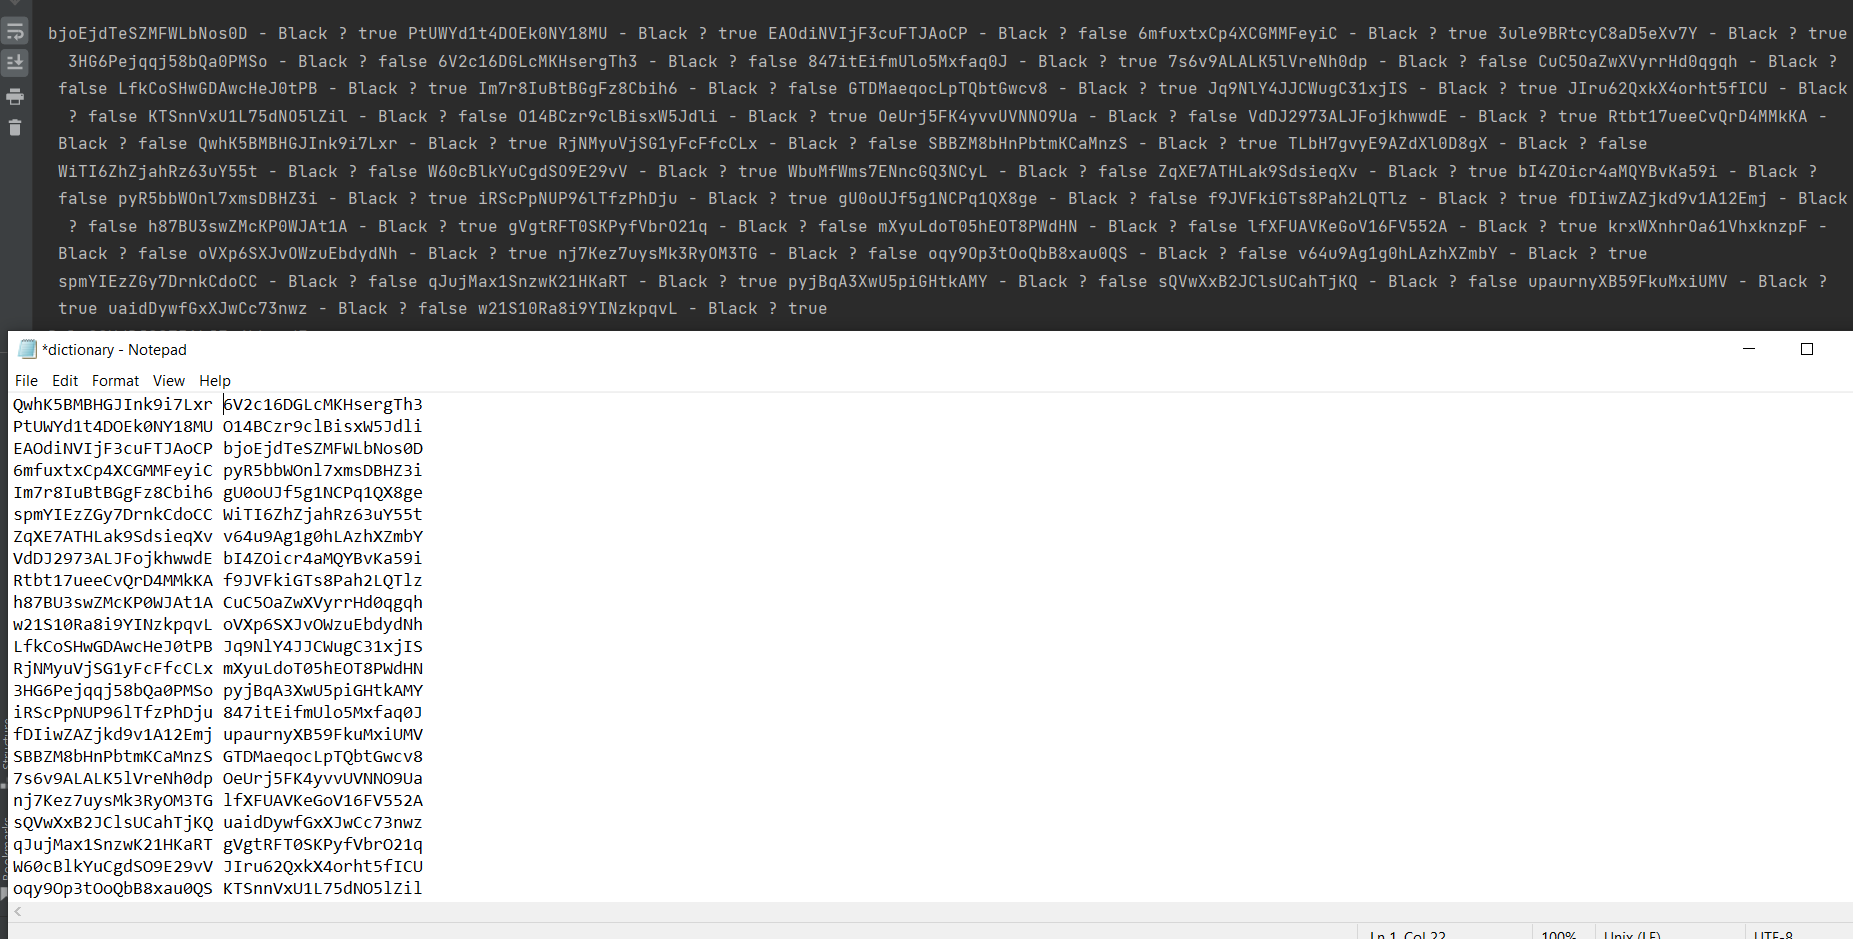 bjoEjdTeSZMFWLbNos0D - Black ? true PtUWYd1t4DOEk0NY18MU - Black ? true EAOdiNVIjF3cuFTJAoCP - Black ? false 6mfuxtxCp4XCGMMFeyiC - Black ? true 3ule9BRtcyC8aD5eXv7Y - Black ? true
3HG6Pejqqj58bQa0PMSo - Black ? false 6V2c16DGLcMKHsergTh3 - Black ? false 847itEifmUlo5Mxfaq0J - Black ? true 7s6v9ALALK5lVreNh0dp - Black ? false CuC5OaZwXVyrrHd0qgqh - Black ?
false LfkCoSHwGDAwcHeJ0tPB - Black ? true Im7r8IuBtBGgFz8Cbih6 - Black ? false GTDMaeqocLpTQbtGwcv8 - Black ? true Jq9NlY4JJCWugC31xjIS - Black ? true JIru62QxkX4orht5fICU - Black
? false KTSnnVxU1L75dNO5lZil - Black ? false O14BCzr9clBisxW5Jdli - Black ? true OeUrj5FK4yvvUVNNO9Ua - Black ? false VdDJ2973ALJFojkhwwdE - Black ? true Rtbt17ueeCvQrD4MMkKA -
Black ? false QwhK5BMBHGJInk9i7Lxr - Black ? true RjNMyuVjSG1yFcFfcCLx - Black ? false SBBZM8bHnPbtmKCaMnzS - Black ? true TLbH7gvyE9AZdXl0D8gX - Black ? false
WiTI6ZhZjahRz63uY55t - Black ? false W60cBlkYuCgdSO9E29vV - Black ? true WbuMfWms7ENncGQ3NCyL - Black ? false ZqXE7ATHLak9SdsieqXv - Black ? true bI4ZOicr4aMQYBvKa59i - Black ?
false pyR5bbWOnl7xmsDBHZ3i - Black ? true iRScPpNUP96lTfzPhDju - Black ? true gU0oUJf5g1NCPq1QX8ge - Black ? false f9JVFkiGTs8Pah2LQTlz - Black ? true fDIiwZAZjkd9v1A12Emj - Black
? false h87BU3swZMcKP0WJAt1A - Black ? true gVgtRFT0SKPyfVbrO21q - Black ? false mXyuLdoT05hEOT8PWdHN - Black ? false lfXFUAVKeGoV16FV552A - Black ? true krxWXnhrOa61VhxknzpF -
Black ? false oVXp6SXJvOWzuEbdydNh - Black ? true nj7Kez7uysMk3RyOM3TG - Black ? false oqy9Op3tOoQbB8xau0QS - Black ? false v64u9Ag1g0hLAzhXZmbY - Black ? true
spmYIEzZGy7DrnkCdoCC - Black ? false qJujMax1SnzwK21HKaRT - Black ? true pyjBqA3XwU5piGHtkAMY - Black ? false sQVwXxB2JClsUCahTjKQ - Black ? false upaurnyXB59FkuMxiUMV - Black ?
true uaidDywfGxXJwCc73nwz - Black ? false w21S10Ra8i9YINzkpqvL - Black ? true
*dictionary - Notepad
File Edit Format View Help
QwhK5BMBHGJInk9i7Lxr 6V2c16DGLcMKHsergTh3
PtUWYd1t4DOEk0NY18MU O14BCzr9clBisxW5Jdli
EAOdiNVIjF3cuFTJAoCP bjoEjdTeSZMFWLbNos0D
6mfuxtxCp4XCGMMFeyiC pyR5bbWOnl7xmsDBHZ3i
Im7r8IuBtBGgFz8Cbih6 gU0oUJf5g1NCPq1QX8ge
spmYIEzZGy7DrnkCdoCC WiTI6ZhZjahRz63uY55t
ZqXE7ATHLak9SdsieqXv v64u9Ag1g0hLAzhXZmbY
VdDJ2973ALJFojkhwwdE bI4ZOicr4aMQYBvKa59i
Rtbt17ueeCvQrD4MMkKA f9JVFkiGTs8Pah2LQTlz
h87BU3swZMcKP0WJAt1A CuC5OaZwXVyrrHd0qgqh
w21S10Ra8i9YINzkpqvL oVXp6SXJvOWzuEbdydNh
LfkCoSHwGDAwcHeJ0tPB Jq9NlY4JJCWugC31xjIS
RjNMyuVjSG1yFcFfcCLx mXyuLdoT05hEOT8PWdHN
3HG6Pejqqj58bQa0PMSo pyjBqA3XwU5piGHtkAMY
iRScPpNUP96lTfzPhDju 847itEifmUlo5Mxfaq0J
fDIiwZAZjkd9v1A12Emj upaurnyXB59FkuMxiUMV
SBBZM8bHnPbtmKCaMnzS GTDMaeqocLpTQbtGwcv8
7s6v9ALALK5lVreNh0dp OeUrj5FK4yvvUVNNO9Ua
nj7Kez7uysMk3RyOM3TG lfXFUAVKeGoV16FV552A
sQVwXxB2JClsUCahTjKQ uaidDywfGxXJwCc73nwz
qJujMax1SnzwK21HKaRT gVgtRFT0SKPyfVbrO21q
W60cBlkYuCgdSO9E29vV JIru62QxkX4orht5fICU
oqy9Op3tOoQbB8xau0QS KTSnnVxU1L75dNO5lZil
Ln 1, Col 22 100% Unix (LF) UTF-8